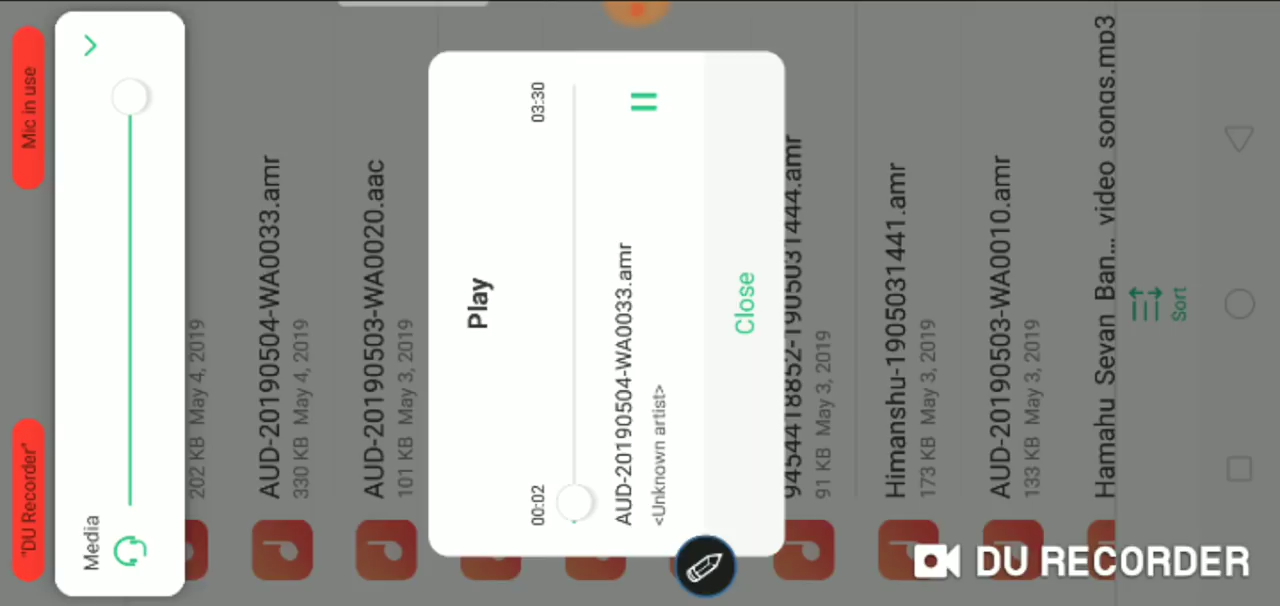 "DU Recorder"
Mic in use
Media
202 KB May 4, 2019
AUD-20190504-WA0033.amr
330 KB May 4, 2019
AUD-20190503-WA0020.aac
101 KB May 3, 2019
Play
00:02
03:30
AUD-20190504-WA0033.amr
<Unknown artist>
Close
9454418852-1905031444.amr
91 KB May 3, 2019
Himanshu-1905031441.amr
173 KB May 3, 2019
AUD-20190503-WA0010.amr
133 KB May 3, 2019
Hamahu Sevan Ban... video songs.mp3
Sort
DU RECORDER